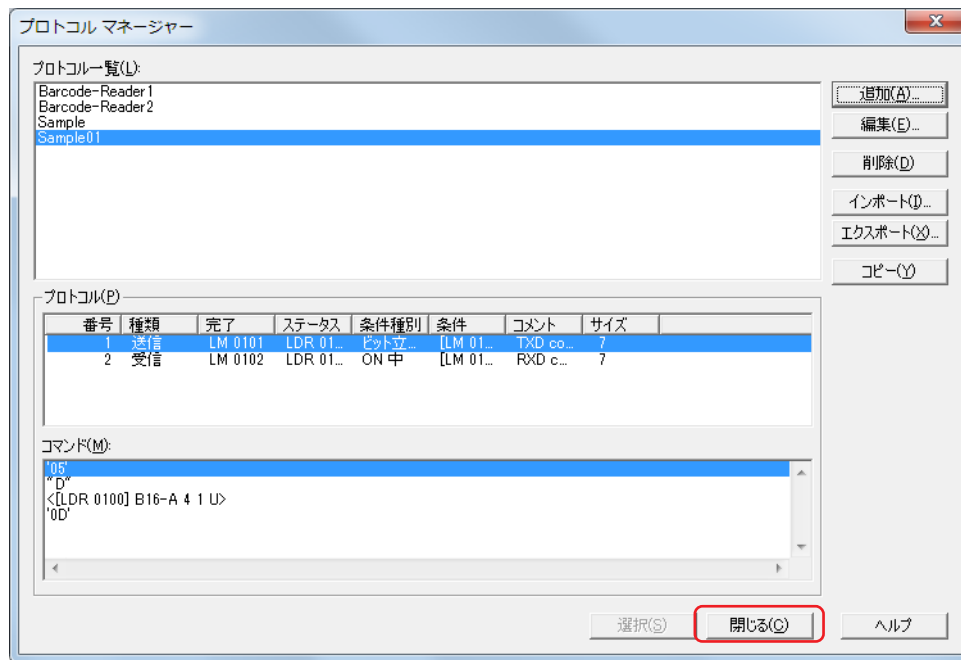 プロトコル マネージャー
プロトコル一覧(L):
Barcode-Reader1
Barcode-Reader2
Sample
Sample01
追加(A)...
編集(E)...
削除(D)
インポート(I)...
エクスポート(X)...
コピー(Y)
プロトコル(P)
番号 種類 完了 ステータス 条件種別 条件 コメント サイズ
1 送信 LM 0101 LDR 01... ビット立... [LM 01... TXD co... 7
2 受信 LM 0102 LDR 01... ON 中 [LM 01... RXD c... 7
コマンド(M):
'05'
"D"
<[LDR 0100] B16-A 4 1 U>
'0D'
選択(S)
閉じる(C)
ヘルプ